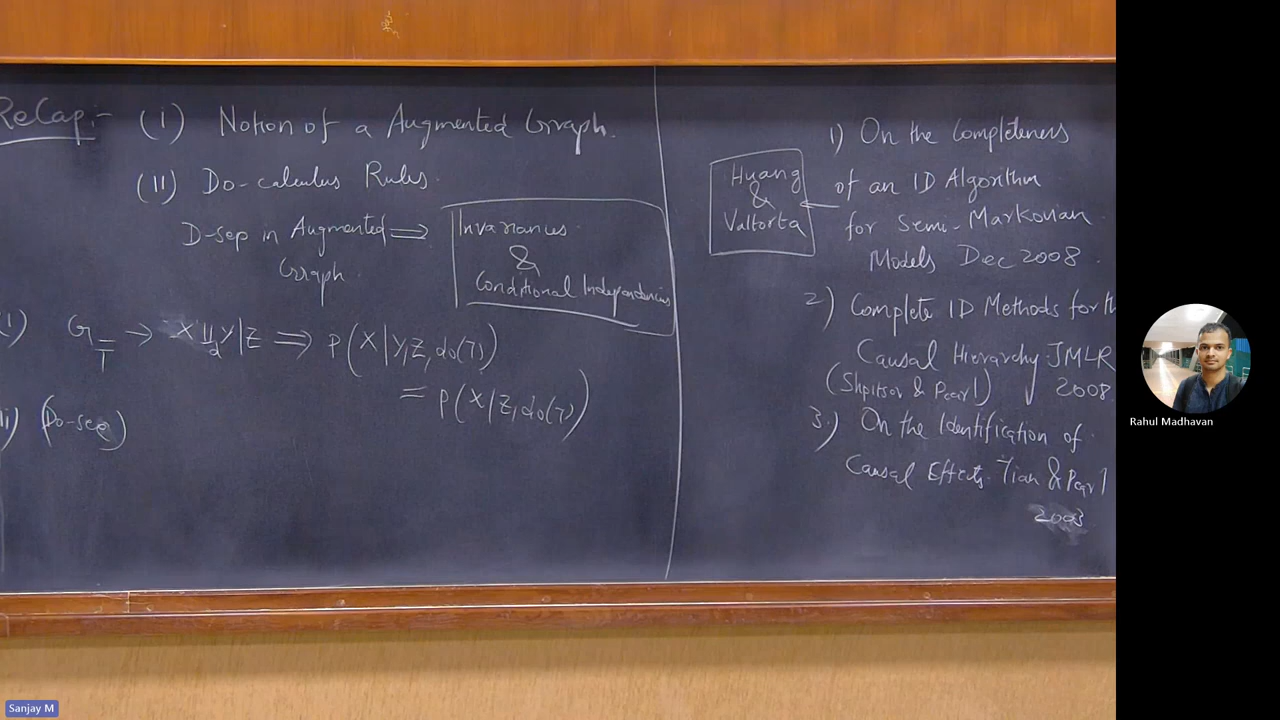 ReCap:- (i) Notion of a Augmented Graph.
(ii) Do-calculus Rules.
D-sep in Augmented Graph ⟹ Invariances & Conditional Independencies
G_T̅ → X ⫫_d Y|Z ⟹ P(X|Y,Z,do(T))
= P(X|Z,do(T))
(Do-see)
Huang & Valtorta
1) On the Completeness
of an ID Algorithm
for Semi-Markovian
Models Dec 2008.
2) Complete ID Methods for th
Causal Hierarchy JMLR
(Shpitser & Pearl) 2008
3.) On the Identification of
Causal Effects. Tian & Pearl
2003
Rahul Madhavan
Sanjay M